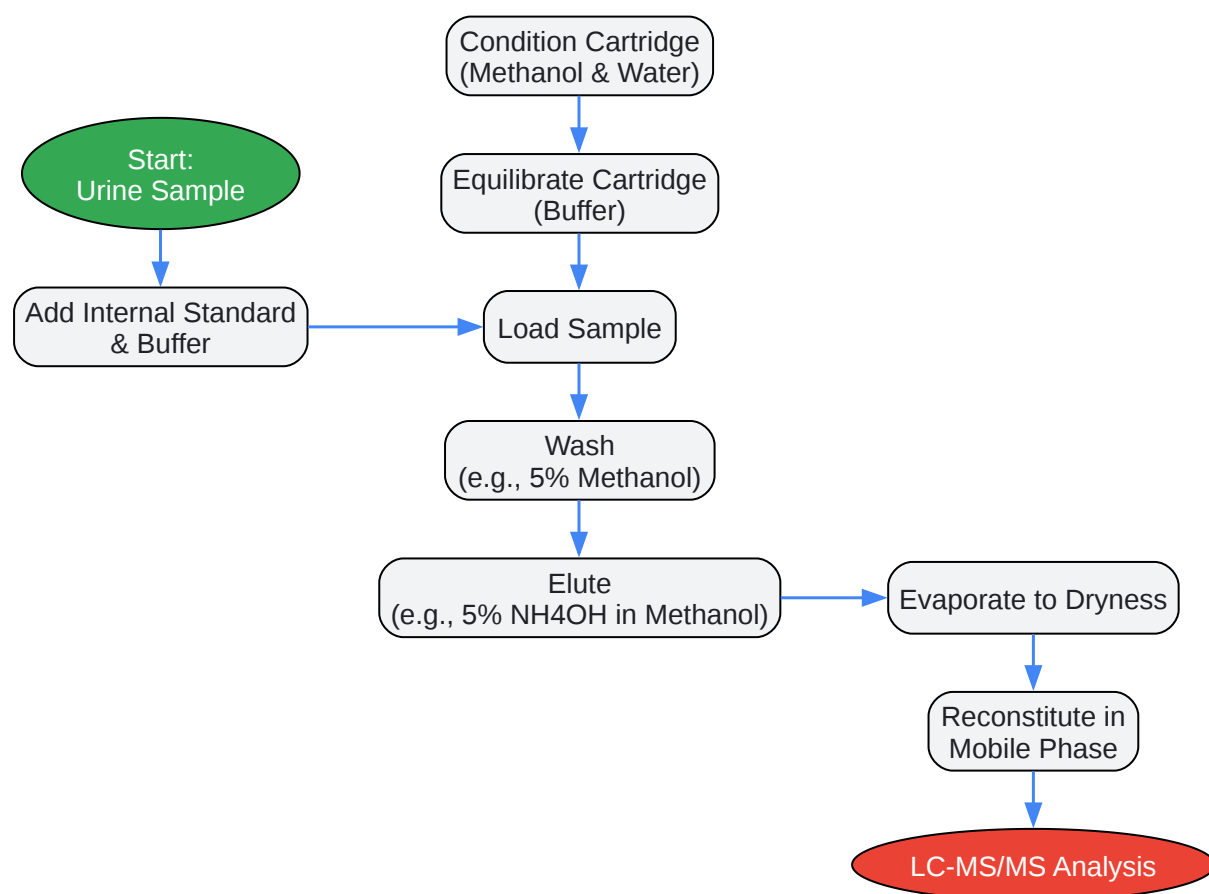 Condition Cartridge
(Methanol & Water)
Start:
Urine Sample
Equilibrate Cartridge
(Buffer)
Add Internal Standard
& Buffer
Load Sample
Wash
(e.g., 5% Methanol)
Elute
(e.g., 5% NH4OH in Methanol)
Evaporate to Dryness
Reconstitute in
Mobile Phase
LC-MS/MS Analysis